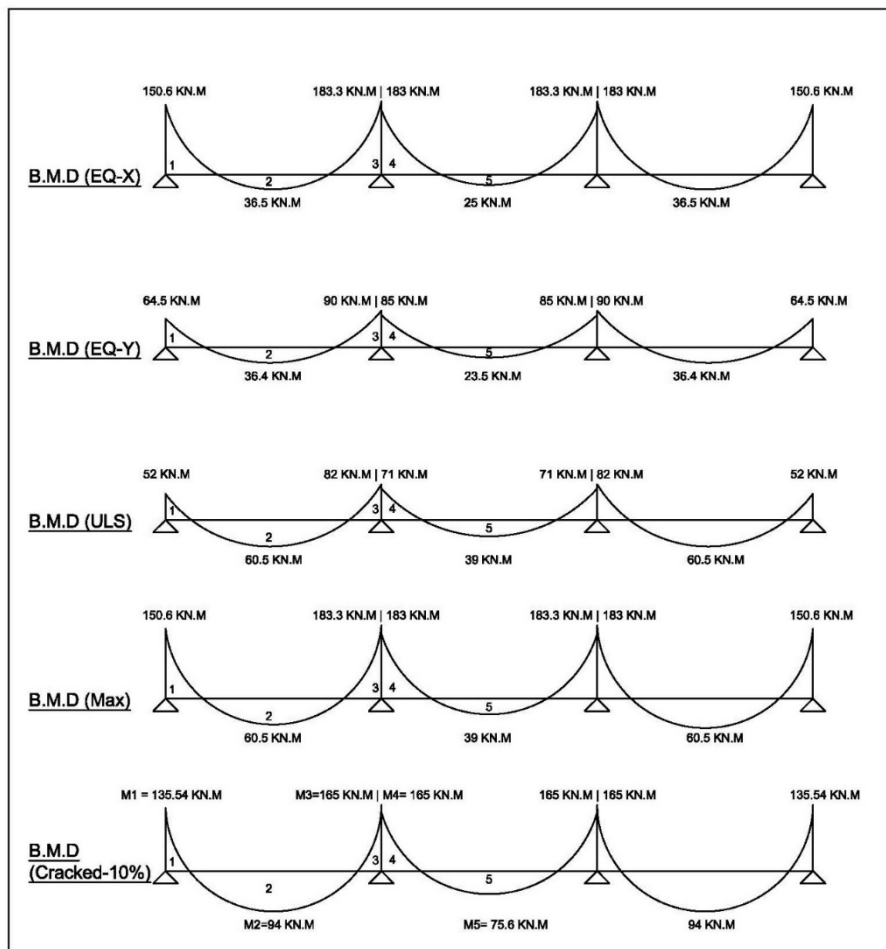 150.6 KN.M 183.3 KN.M | 183 KN.M 183.3 KN.M | 183 KN.M 150.6 KN.M
1 3 4
B.M.D (EQ-X) 2 5
36.5 KN.M 25 KN.M 36.5 KN.M
64.5 KN.M 90 KN.M | 85 KN.M 85 KN.M | 90 KN.M 64.5 KN.M
1 3 4
B.M.D (EQ-Y) 2 5
36.4 KN.M 23.5 KN.M 36.4 KN.M
52 KN.M 82 KN.M | 71 KN.M 71 KN.M | 82 KN.M 52 KN.M
B.M.D (ULS) 1 3 4
2 5
60.5 KN.M 39 KN.M 60.5 KN.M
150.6 KN.M 183.3 KN.M | 183 KN.M 183.3 KN.M | 183 KN.M 150.6 KN.M
1 3 4
B.M.D (Max) 2 5
60.5 KN.M 39 KN.M 60.5 KN.M
M1 = 135.54 KN.M M3=165 KN.M | M4= 165 KN.M 165 KN.M | 165 KN.M 135.54 KN.M
B.M.D 1 3 4
(Cracked-10%) 2 5
M2=94 KN.M M5=75.6 KN.M 94 KN.M